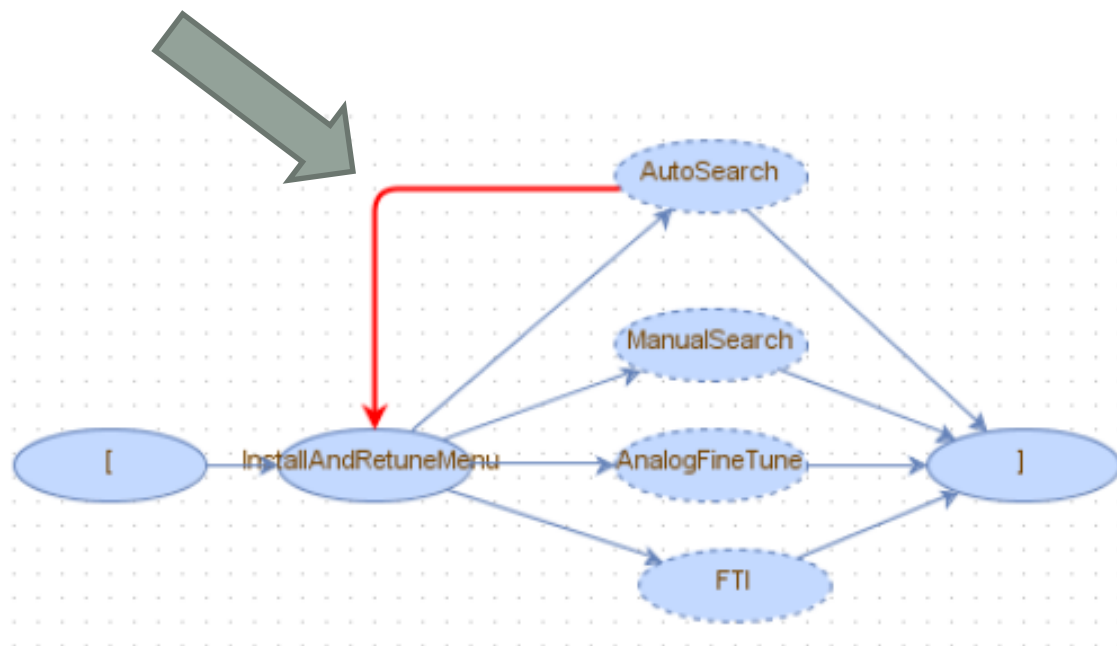 AutoSearch
ManualSearch
[
InstallAndRetuneMenu
AnalogFineTune
]
FTI